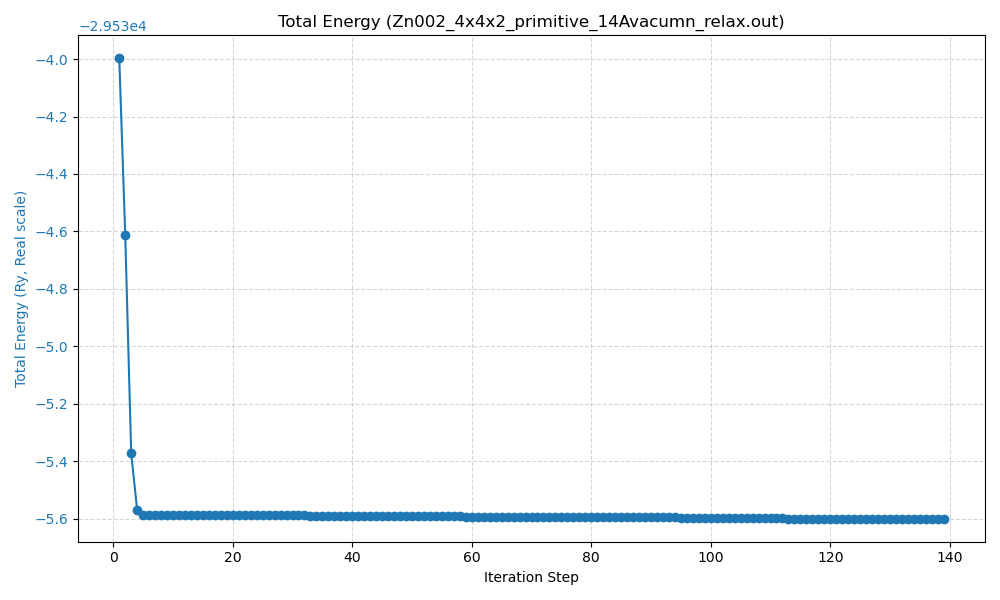 Total Energy (Zn002_4x4x2_primitive_14Avacumn_relax.out)
−2.953e4
−4.0
−4.2
−4.4
−4.6
−4.8
−5.0
−5.2
−5.4
−5.6
Total Energy (Ry, Real scale)
0 20 40 60 80 100 120 140
Iteration Step